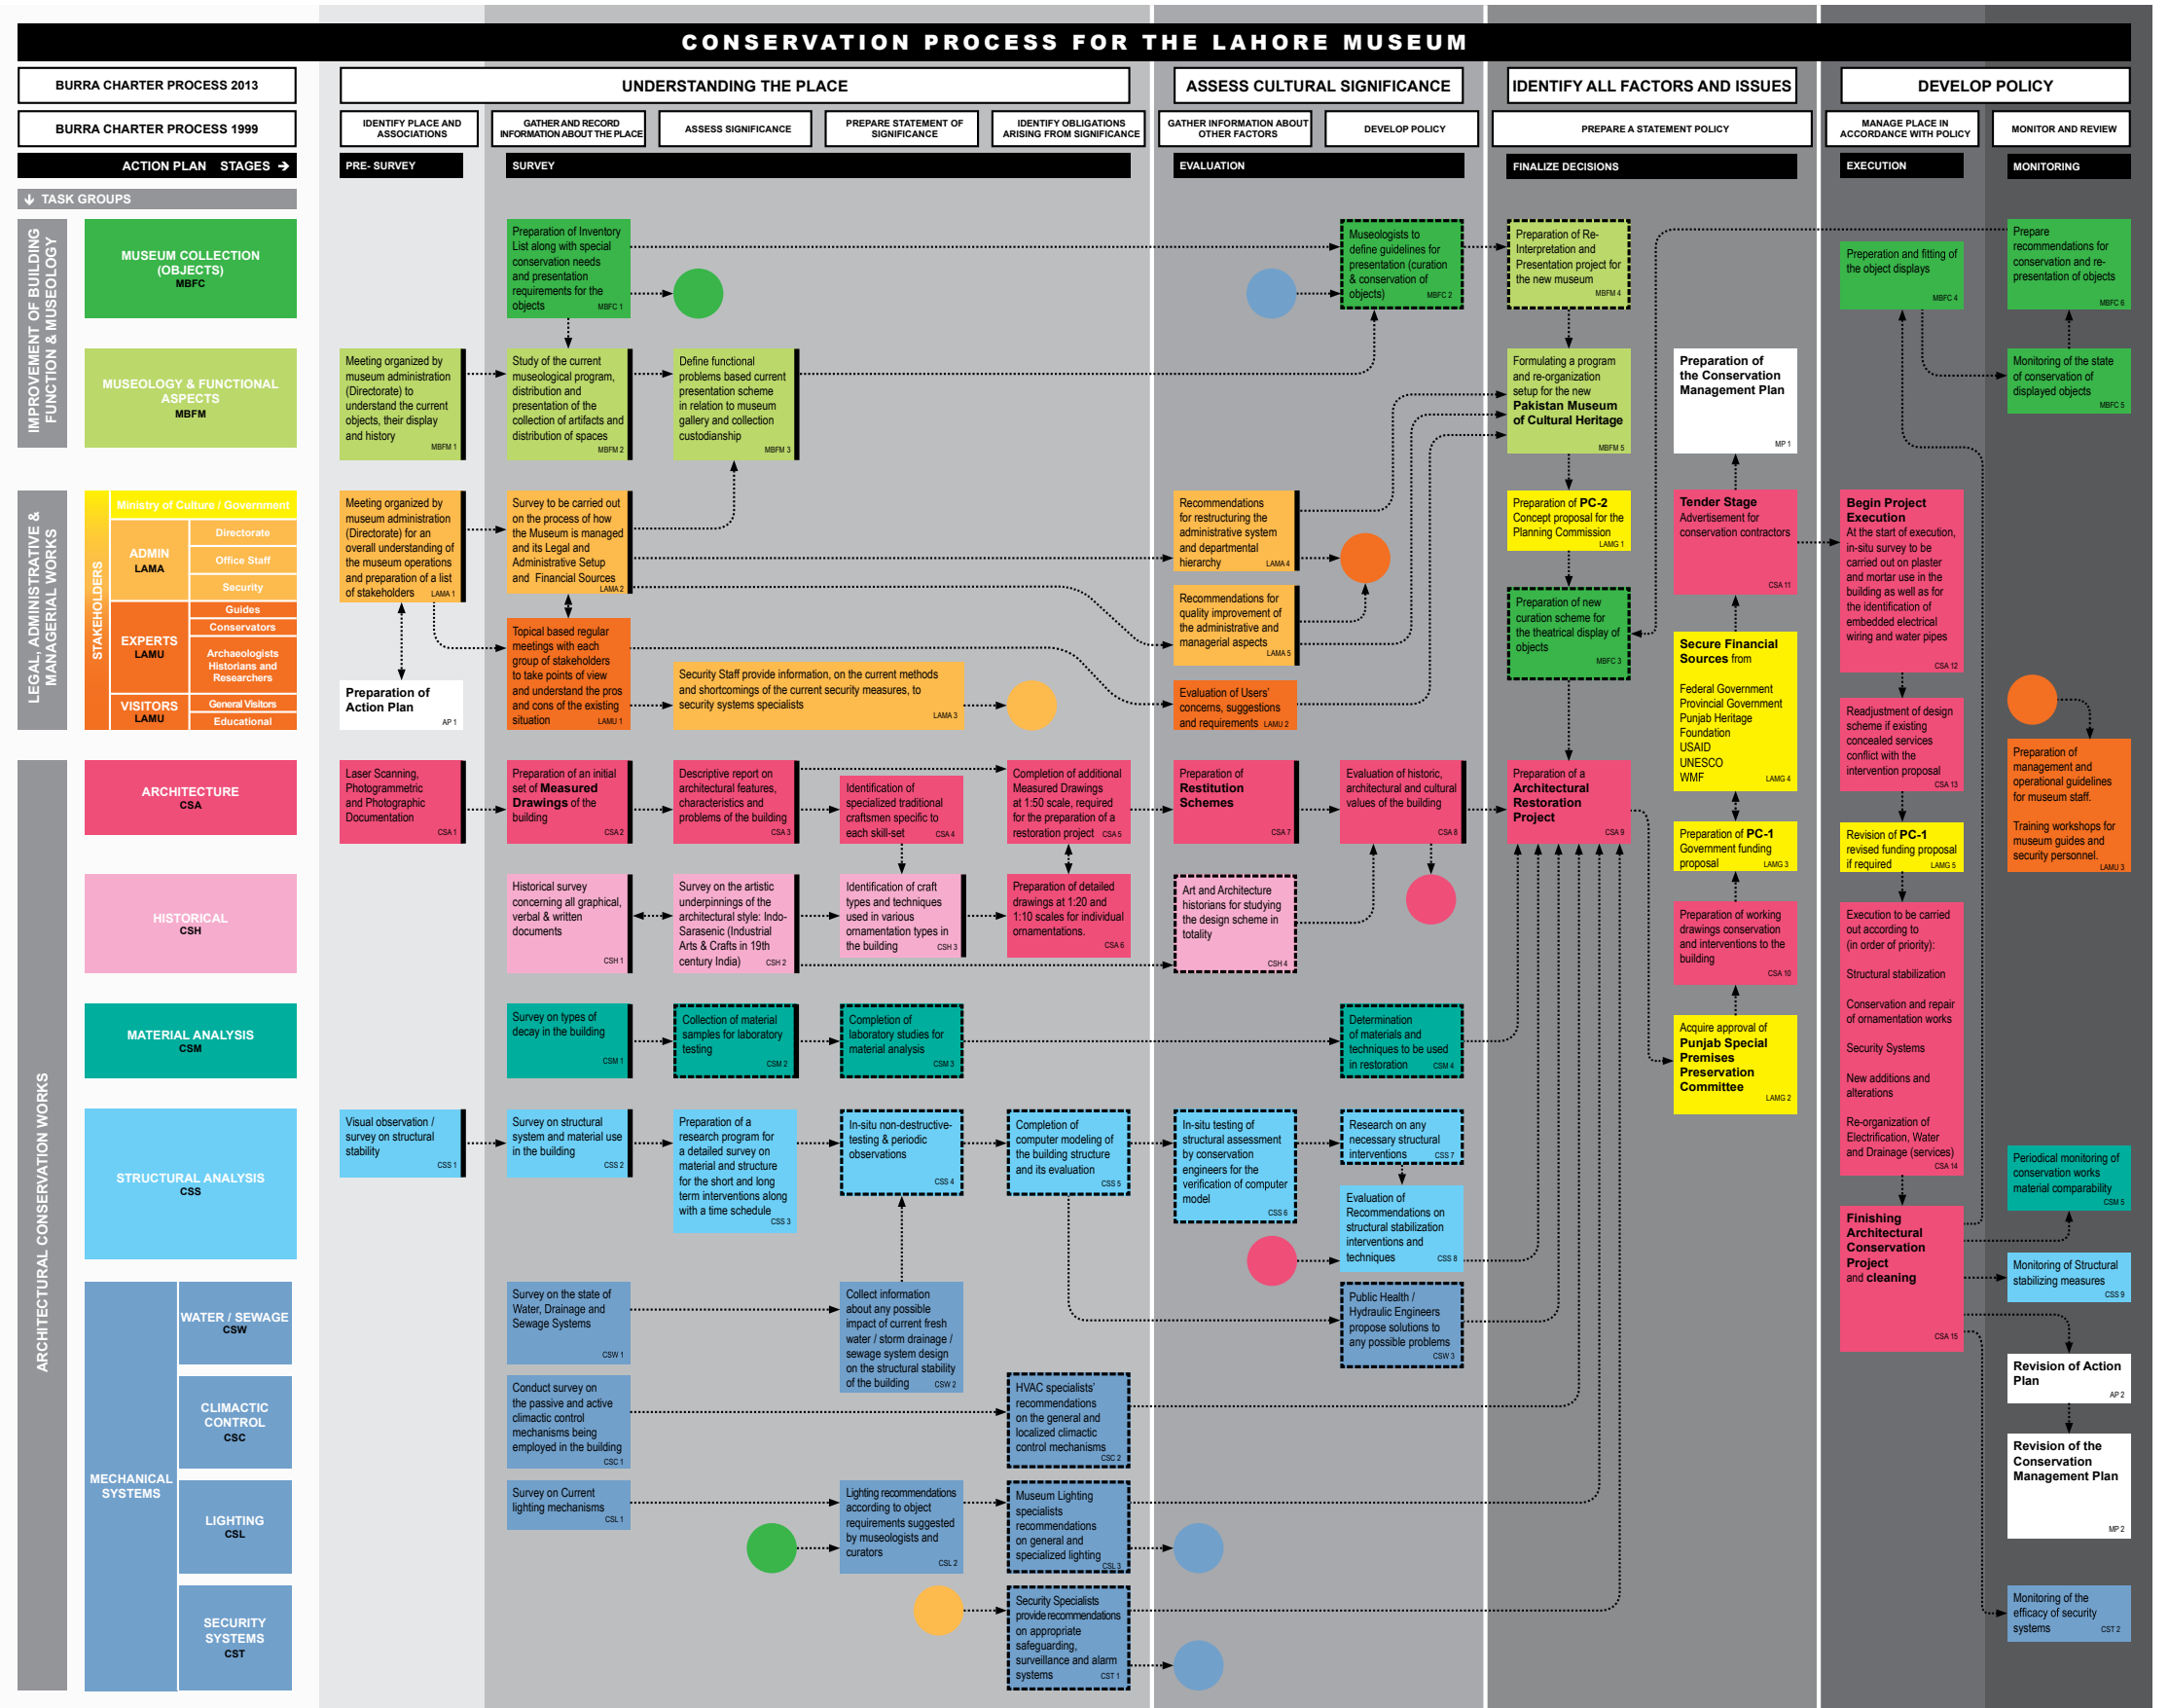 CONSERVATION PROCESS FOR THE LAHORE MUSEUM
BURRA CHARTER PROCESS 2013
UNDERSTANDING THE PLACE
ASSESS CULTURAL SIGNIFICANCE
IDENTIFY ALL FACTORS AND ISSUES
DEVELOP POLICY
BURRA CHARTER PROCESS 1999
IDENTIFY PLACE AND
ASSOCIATIONS
GATHER AND RECORD
INFORMATION ABOUT THE PLACE
ASSESS SIGNIFICANCE
PREPARE STATEMENT OF
SIGNIFICANCE
IDENTIFY OBLIGATIONS
ARISING FROM SIGNIFICANCE
GATHER INFORMATION ABOUT
OTHER FACTORS
DEVELOP POLICY
PREPARE A STATEMENT POLICY
MANAGE PLACE IN
ACCORDANCE WITH POLICY
MONITOR AND REVIEW
ACTION PLAN STAGES →
PRE- SURVEY
SURVEY
EVALUATION
FINALIZE DECISIONS
EXECUTION
MONITORING
↓ TASK GROUPS
IMPROVEMENT OF BUILDING
FUNCTION & MUSEOLOGY
MUSEUM COLLECTION
(OBJECTS)
MBFC
Preparation of Inventory
List along with special
conservation needs
and presentation
requirements for the
objects
MBFC 1
Museologists to
define guidelines for
presentation (curation
& conservation of
objects)
MBFC 2
Preparation of Re-
Interpretation and
Presentation project for
the new museum
MBFM 4
Preperation and fitting of
the object displays
MBFC 4
Prepare
recommendations for
conservation and re-
presentation of objects
MBFC 6
MUSEOLOGY & FUNCTIONAL
ASPECTS
MBFM
Meeting organized by
museum administration
(Directorate) to
understand the current
objects, their display
and history
MBFM 1
Study of the current
museological program,
distribution and
presentation of the
collection of artifacts and
distribution of spaces
MBFM 2
Define functional
problems based current
presentation scheme
in relation to museum
gallery and collection
custodianship
MBFM 3
Formulating a program
and re-organization
setup for the new
Pakistan Museum
of Cultural Heritage
MBFM 5
Preparation of
the Conservation
Management Plan
MP 1
Monitoring of the state
of conservation of
displayed objects
MBFC 5
LEGAL, ADMINISTRATIVE &
MANAGERIAL WORKS
STAKEHOLDERS
Ministry of Culture / Government
ADMIN
LAMA
Directorate
Office Staff
Security
EXPERTS
LAMU
Guides
Conservators
Archaeologists
Historians and
Researchers
VISITORS
LAMU
General Visitors
Educational
Meeting organized by
museum administration
(Directorate) for an
overall understanding of
the museum operations
and preparation of a list
of stakeholders
LAMA 1
Preparation of
Action Plan
AP 1
Survey to be carried out
on the process of how
the Museum is managed
and its Legal and
Administrative Setup
and Financial Sources
LAMA 2
Topical based regular
meetings with each
group of stakeholders
to take points of view
and understand the pros
and cons of the existing
situation
LAMU 1
Security Staff provide information, on the current methods
and shortcomings of the current security measures, to
security systems specialists
LAMA 3
Recommendations
for restructuring the
administrative system
and departmental
hierarchy
LAMA 4
Recommendations for
quality improvement of
the administrative and
managerial aspects
LAMA 5
Evaluation of Users'
concerns, suggestions
and requirements
LAMU 2
Preparation of PC-2
Concept proposal for the
Planning Commission
LAMG 1
Preparation of new
curation scheme for
the theatrical display of
objects
MBFC 3
Tender Stage
Advertisement for
conservation contractors
CSA 11
Secure Financial
Sources from
Federal Government
Provincial Government
Punjab Heritage
Foundation
USAID
UNESCO
WMF
LAMG 4
Begin Project
Execution
At the start of execution,
in-situ survey to be
carried out on plaster
and mortar use in the
building as well as for
the identification of
embedded electrical
wiring and water pipes
CSA 12
Readjustment of design
scheme if existing
concealed services
conflict with the
intervention proposal
CSA 13
Preparation of
management and
operational guidelines
for museum staff.
Training workshops for
museum guides and
security personnel.
LAMU 3
ARCHITECTURAL CONSERVATION WORKS
ARCHITECTURE
CSA
Laser Scanning,
Photogrammetric
and Photographic
Documentation
CSA 1
Preparation of an initial
set of Measured
Drawings of the
building
CSA 2
Descriptive report on
architectural features,
characteristics and
problems of the building
CSA 3
Identification of
specialized traditional
craftsmen specific to
each skill-set
CSA 4
Completion of additional
Measured Drawings
at 1:50 scale, required
for the preparation of a
restoration project
CSA 5
Preparation of
Restitution
Schemes
CSA 7
Evaluation of historic,
architectural and cultural
values of the building
CSA 8
Preparation of a
Architectural
Restoration
Project
CSA 9
Preparation of PC-1
Government funding
proposal
LAMG 3
Revision of PC-1
revised funding proposal
if required
LAMG 5
HISTORICAL
CSH
Historical survey
concerning all graphical,
verbal & written
documents
CSH 1
Survey on the artistic
underpinnings of the
architectural style: Indo-
Sarasenic (Industrial
Arts & Crafts in 19th
century India)
CSH 2
Identification of craft
types and techniques
used in various
ornamentation types in
the building
CSH 3
Preparation of detailed
drawings at 1:20 and
1:10 scales for individual
ornamentations.
CSA 6
Art and Architecture
historians for studying
the design scheme in
totality
CSH 4
Preparation of working
drawings conservation
and interventions to the
building
CSA 10
Execution to be carried
out according to
(in order of priority):
Structural stabilization
Conservation and repair
of ornamentation works
Security Systems
New additions and
alterations
Re-organization of
Electrification, Water
and Drainage (services)
CSA 14
MATERIAL ANALYSIS
CSM
Survey on types of
decay in the building
CSM 1
Collection of material
samples for laboratory
testing
CSM 2
Completion of
laboratory studies for
material analysis
CSM 3
Determination
of materials and
techniques to be used
in restoration
CSM 4
Acquire approval of
Punjab Special
Premises
Preservation
Committee
LAMG 2
STRUCTURAL ANALYSIS
CSS
Visual observation /
survey on structural
stability
CSS 1
Survey on structural
system and material use
in the building
CSS 2
Preparation of a
research program for
a detailed survey on
material and structure
for the short and long
term interventions along
with a time schedule
CSS 3
In-situ non-destructive-
testing & periodic
observations
CSS 4
Completion of
computer modeling of
the building structure
and its evaluation
CSS 5
In-situ testing of
structural assessment
by conservation
engineers for the
verification of computer
model
CSS 6
Research on any
necessary structural
interventions
CSS 7
Evaluation of
Recommendations on
structural stabilization
interventions and
techniques
CSS 8
Periodical monitoring of
conservation works
material comparability
CSM 5
Finishing
Architectural
Conservation
Project
and cleaning
CSA 15
Monitoring of Structural
stabilizing measures
CSS 9
MECHANICAL
SYSTEMS
WATER / SEWAGE
CSW
Survey on the state of
Water, Drainage and
Sewage Systems
CSW 1
Collect information
about any possible
impact of current fresh
water / storm drainage /
sewage system design
on the structural stability
of the building
CSW 2
Public Health /
Hydraulic Engineers
propose solutions to
any possible problems
CSW 3
Revision of Action
Plan
AP 2
CLIMACTIC
CONTROL
CSC
Conduct survey on
the passive and active
climactic control
mechanisms being
employed in the building
CSC 1
HVAC specialists'
recommendations
on the general and
localized climactic
control mechanisms
CSC 2
Revision of the
Conservation
Management Plan
MP 2
LIGHTING
CSL
Survey on Current
lighting mechanisms
CSL 1
Lighting recommendations
according to object
requirements suggested
by museologists and
curators
CSL 2
Museum Lighting
specialists
recommendations
on general and
specialized lighting
CSL 3
SECURITY
SYSTEMS
CST
Security Specialists
provide recommendations
on appropriate
safeguarding,
surveillance and alarm
systems
CST 1
Monitoring of the
efficacy of security
systems
CST 2